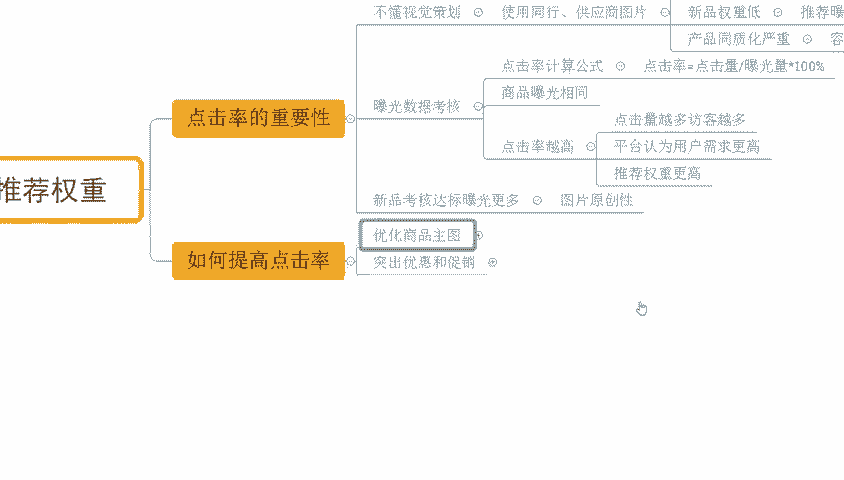 不懂视觉策划 使用同行、供应商图片 新品权重低 推荐曝
产品同质化严重 容
点击率计算公式 点击率=点击量/曝光量*100%
商品曝光相同
曝光数据考核
点击率的重要性
点击量越多访客越多
点击率越高 平台认为用户需求更高
推荐权重更高
推荐权重
新品考核达标曝光更多 图片原创性
优化商品主图
如何提高点击率
突出优惠和促销